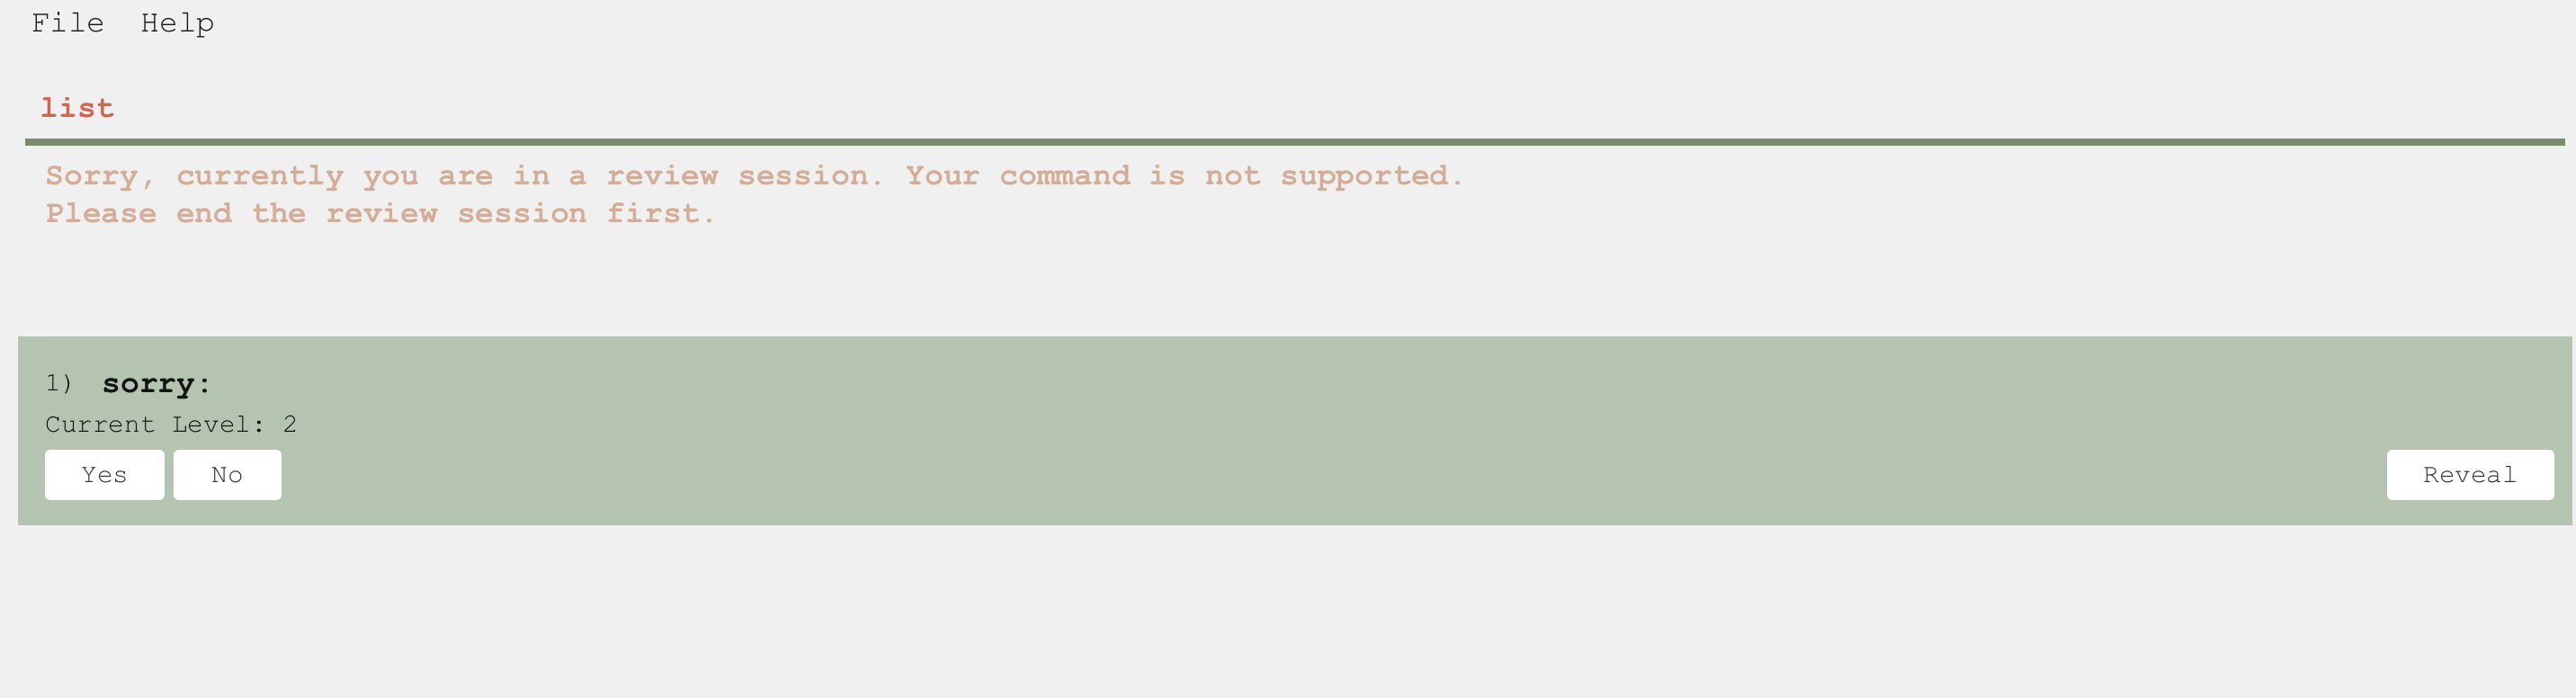 File Help
list
Sorry, currently you are in a review session. Your command is not supported.
Please end the review session first.
1) sorry:
Current Level: 2
Yes No Reveal